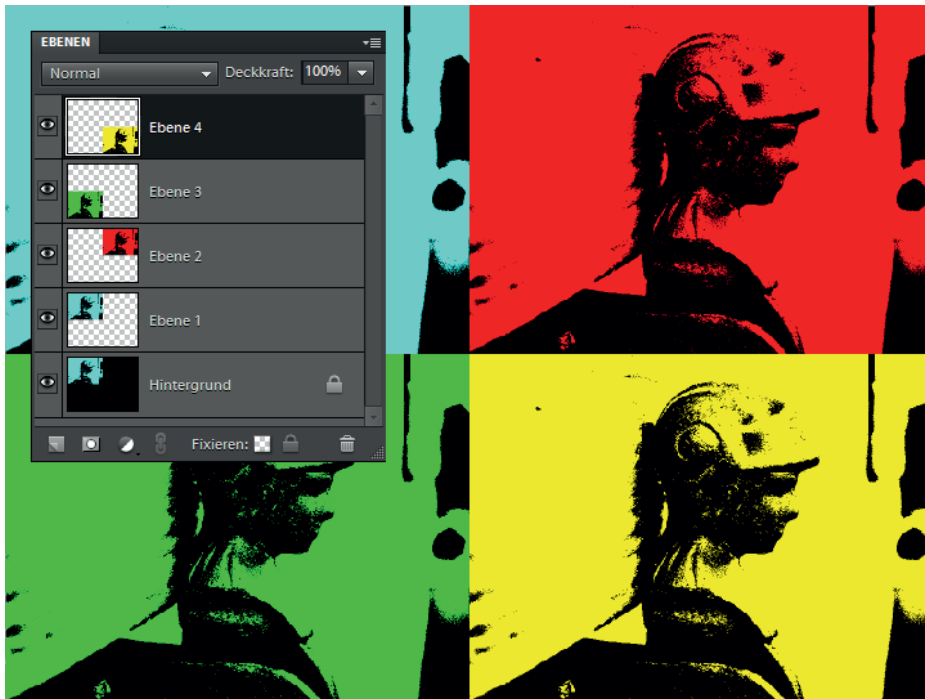 EBENEN
Normal Deckkraft: 100%
Ebene 4
Ebene 3
Ebene 2
Ebene 1
Hintergrund
Fixieren: